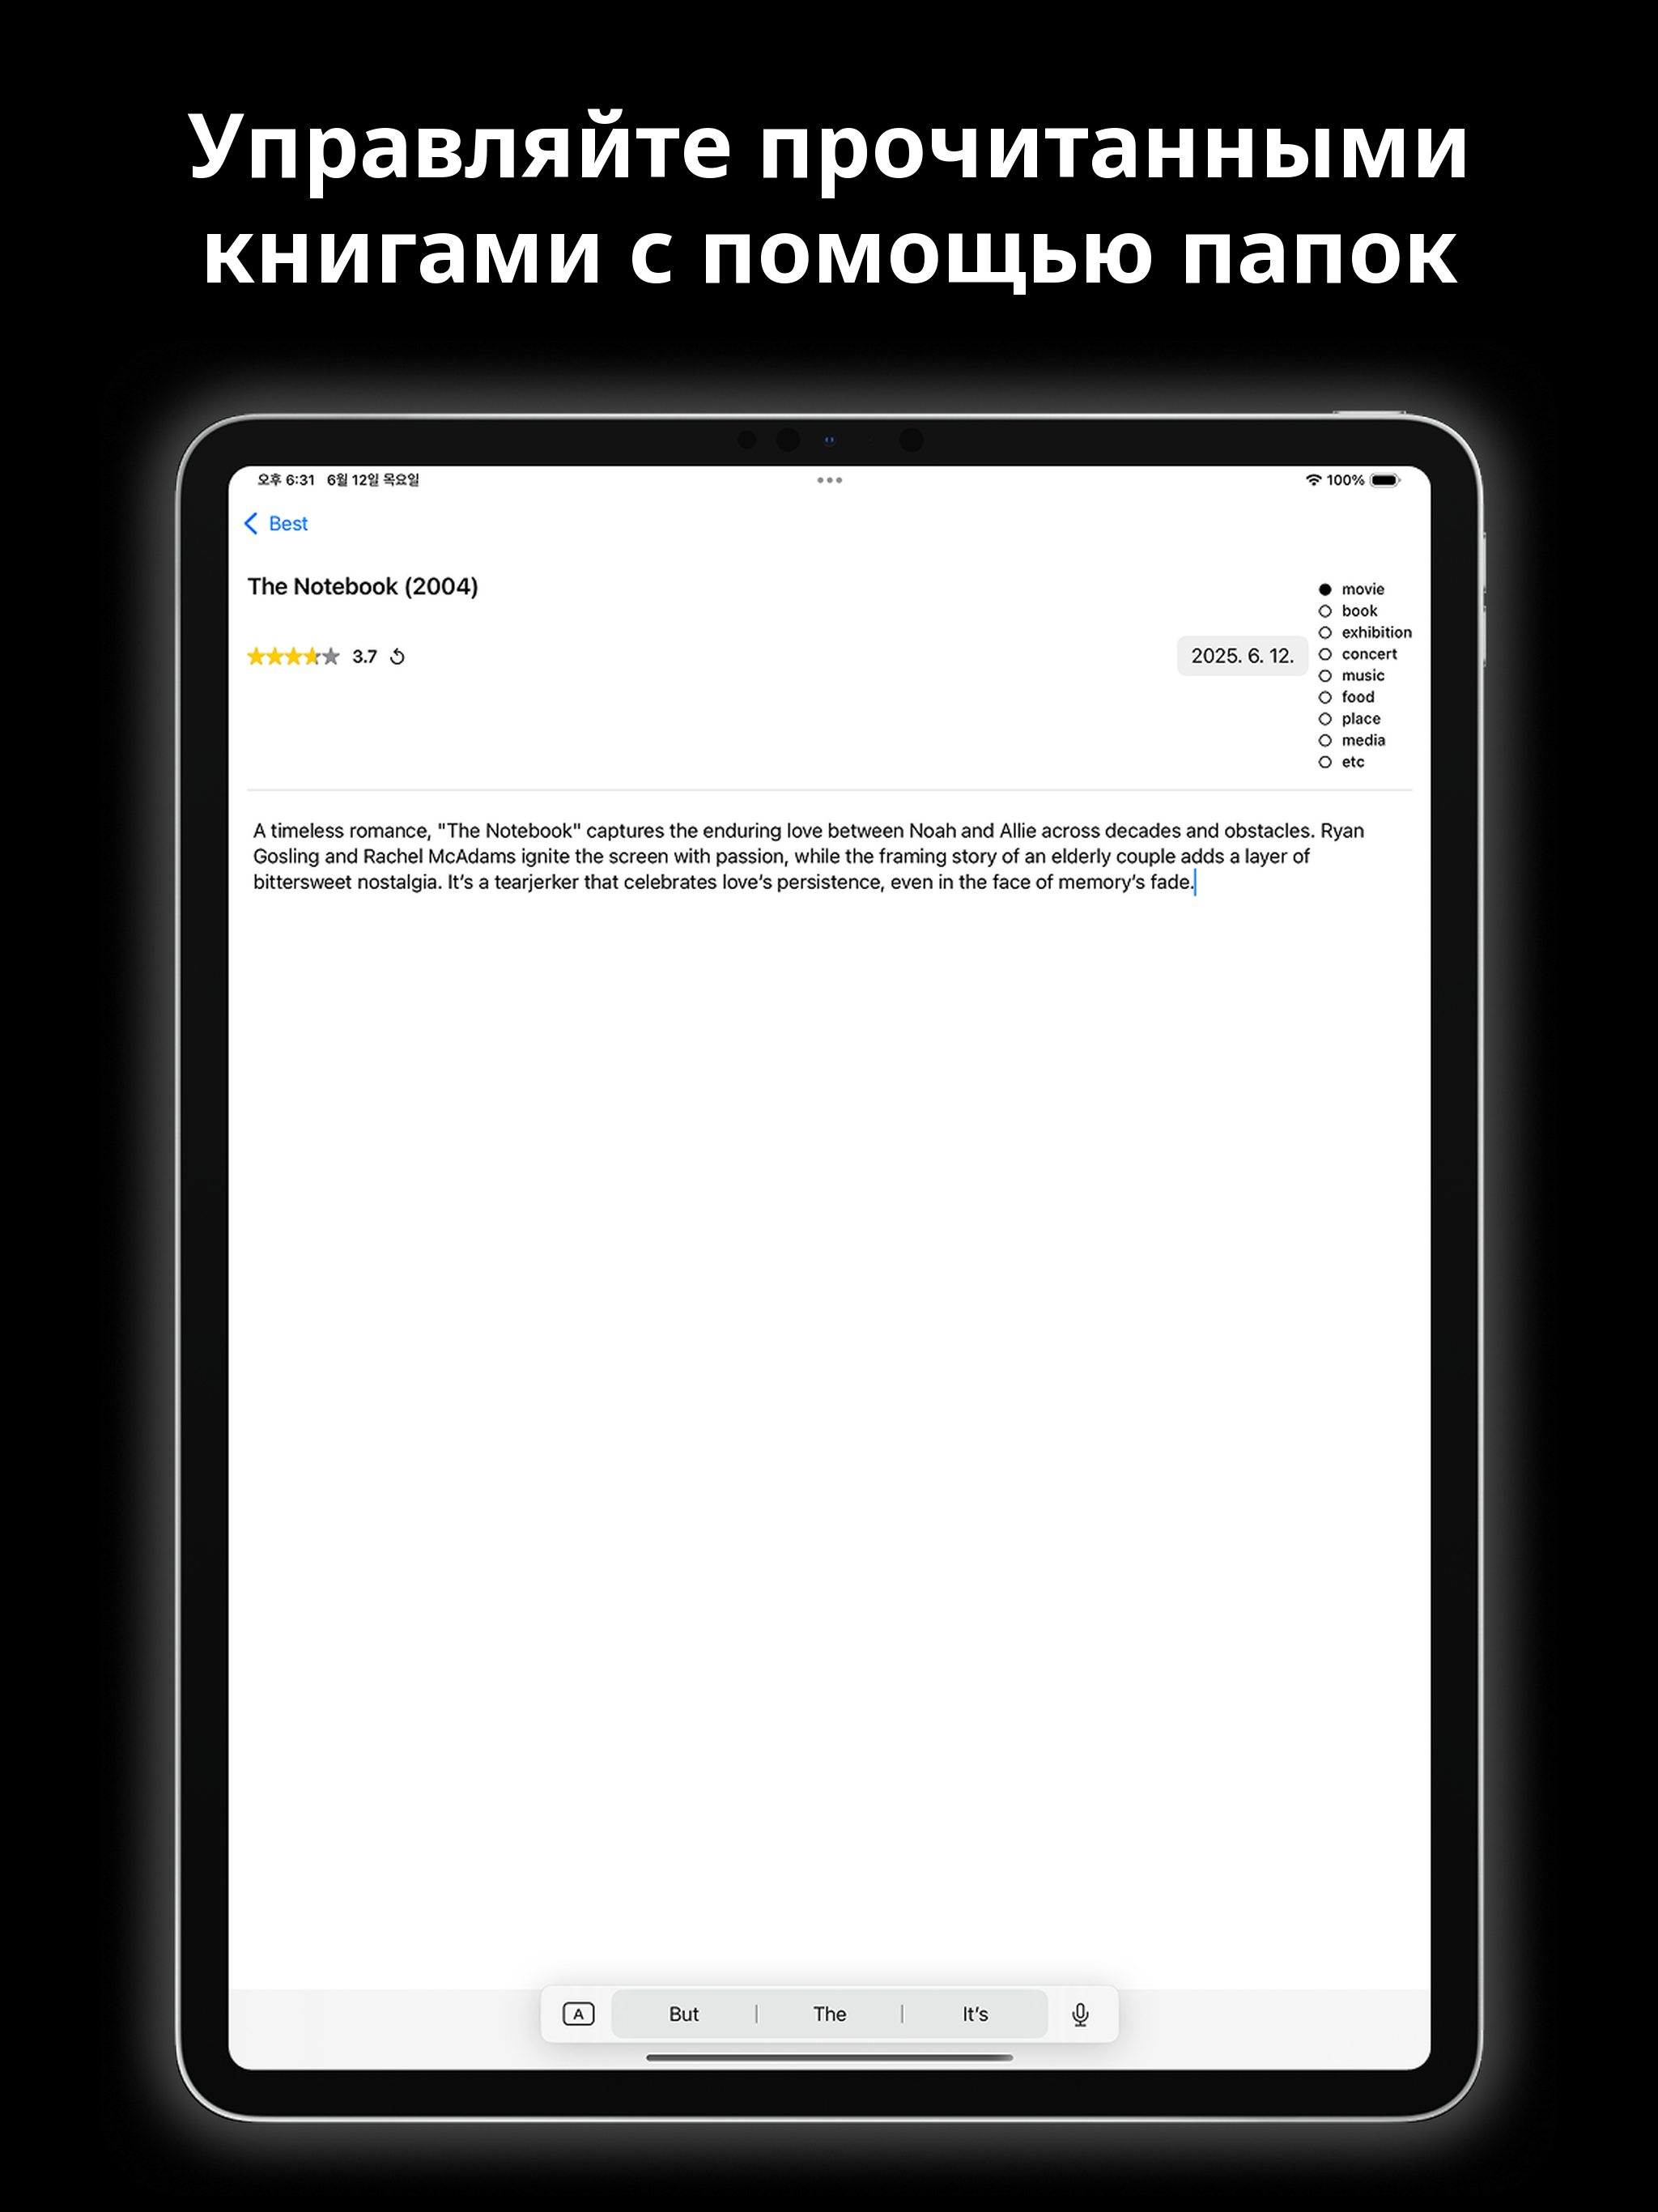 Управляйте прочитанными
книгами с помощью папок
오후 6:31 6월 12일 목요일
100%
Best
The Notebook (2004)
3.7
2025. 6. 12.
movie
book
exhibition
concert
music
food
place
media
etc
A timeless romance, "The Notebook" captures the enduring love between Noah and Allie across decades and obstacles. Ryan
Gosling and Rachel McAdams ignite the screen with passion, while the framing story of an elderly couple adds a layer of
bittersweet nostalgia. It’s a tearjerker that celebrates love’s persistence, even in the face of memory’s fade.
A But The It’s